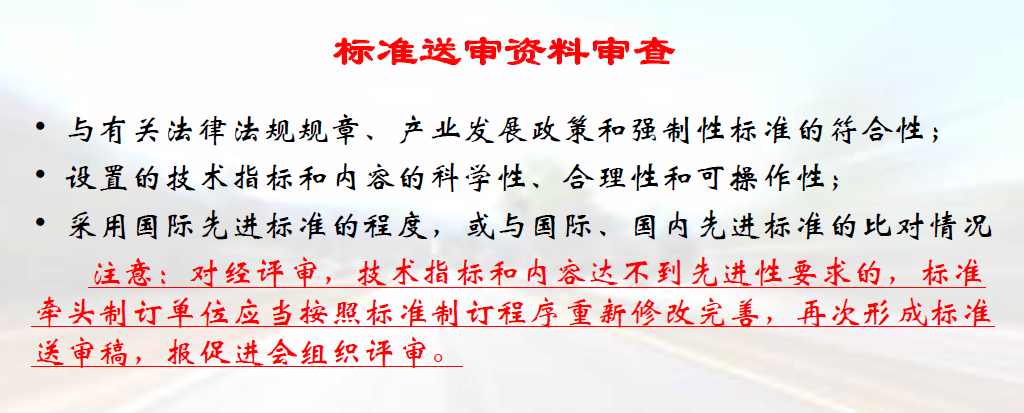 标准送审资料审查
• 与有关法律法规规章、产业发展政策和强制性标准的符合性；
• 设置的技术指标和内容的科学性、合理性和可操作性；
• 采用国际先进标准的程度，或与国际、国内先进标准的比对情况
注意：对经评审，技术指标和内容达不到先进性要求的，标准
牵头制订单位应当按照标准制订程序重新修改完善，再次形成标准
送审稿，报促进会组织评审。